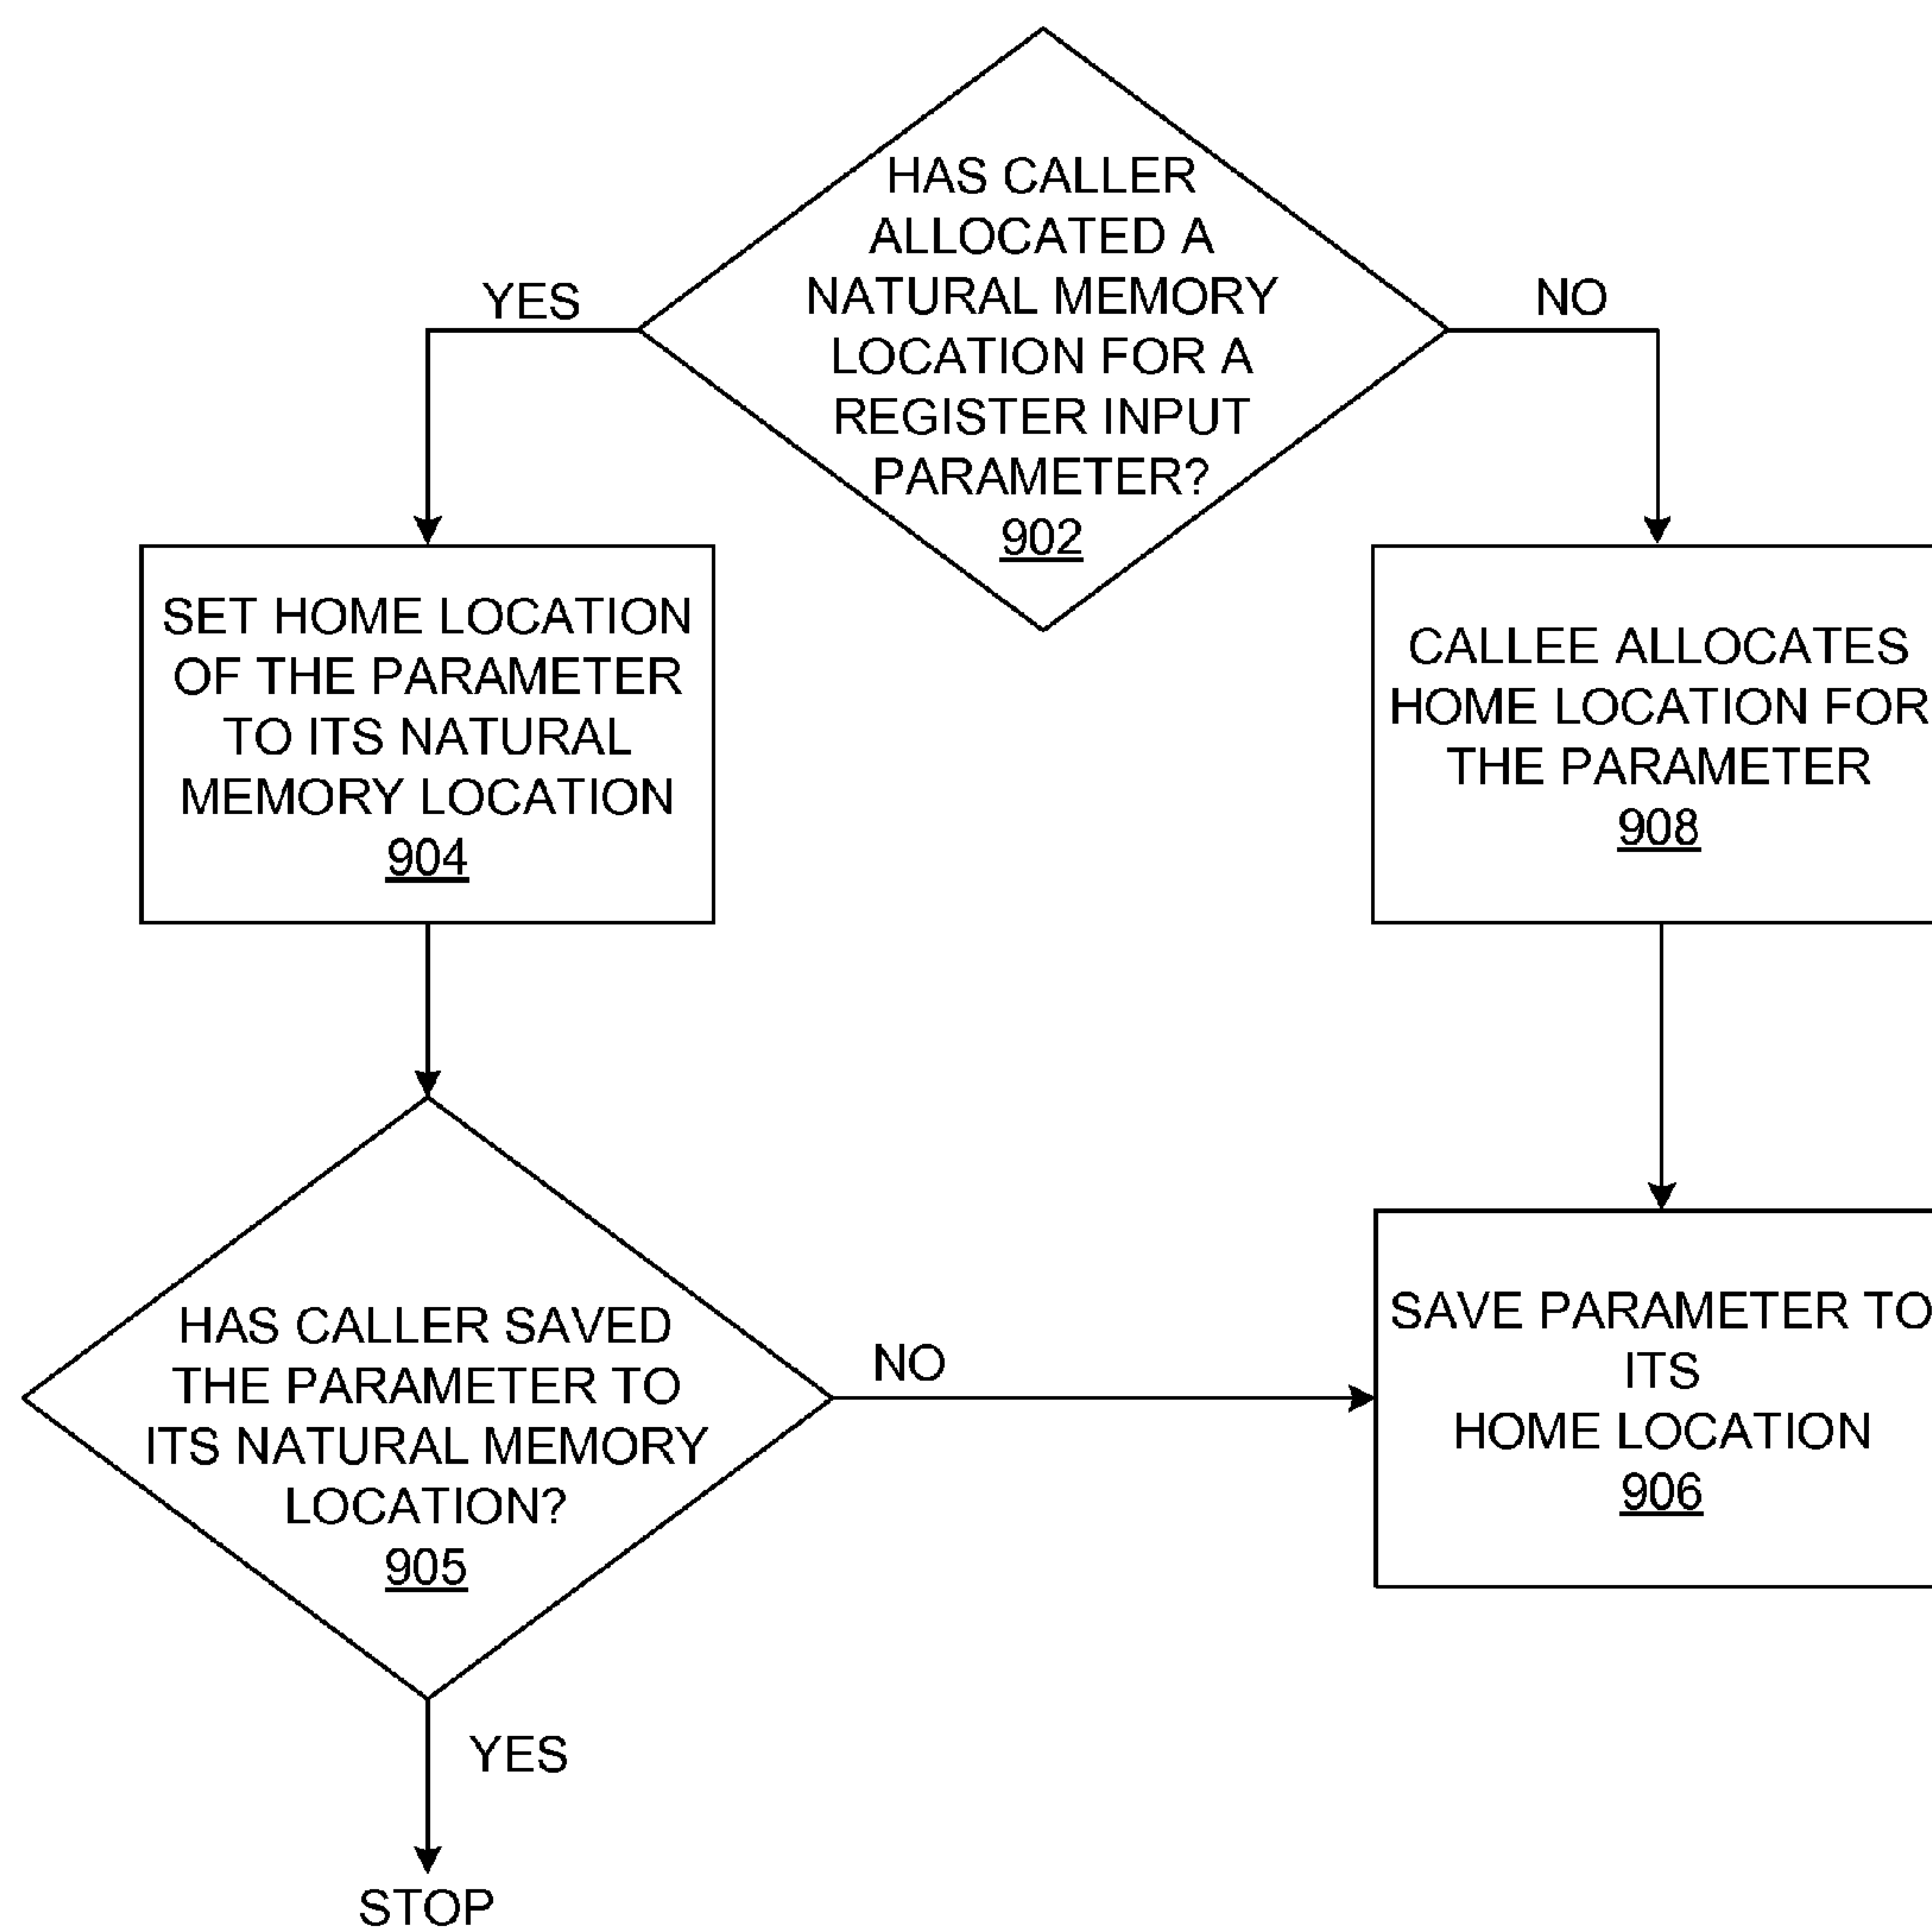 HAS CALLER
ALLOCATED A
NATURAL MEMORY
LOCATION FOR A
REGISTER INPUT
PARAMETER?
902
YES
NO
SET HOME LOCATION
OF THE PARAMETER
TO ITS NATURAL
MEMORY LOCATION
904
CALLEE ALLOCATES
HOME LOCATION FOR
THE PARAMETER
908
HAS CALLER SAVED
THE PARAMETER TO
ITS NATURAL MEMORY
LOCATION?
905
NO
SAVE PARAMETER TO
ITS
HOME LOCATION
906
YES
STOP